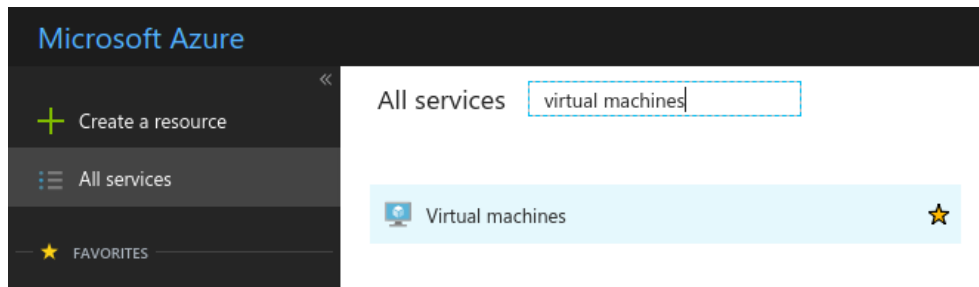 Microsoft Azure
«
Create a resource
All services
FAVORITES
All services
virtual machines
Virtual machines